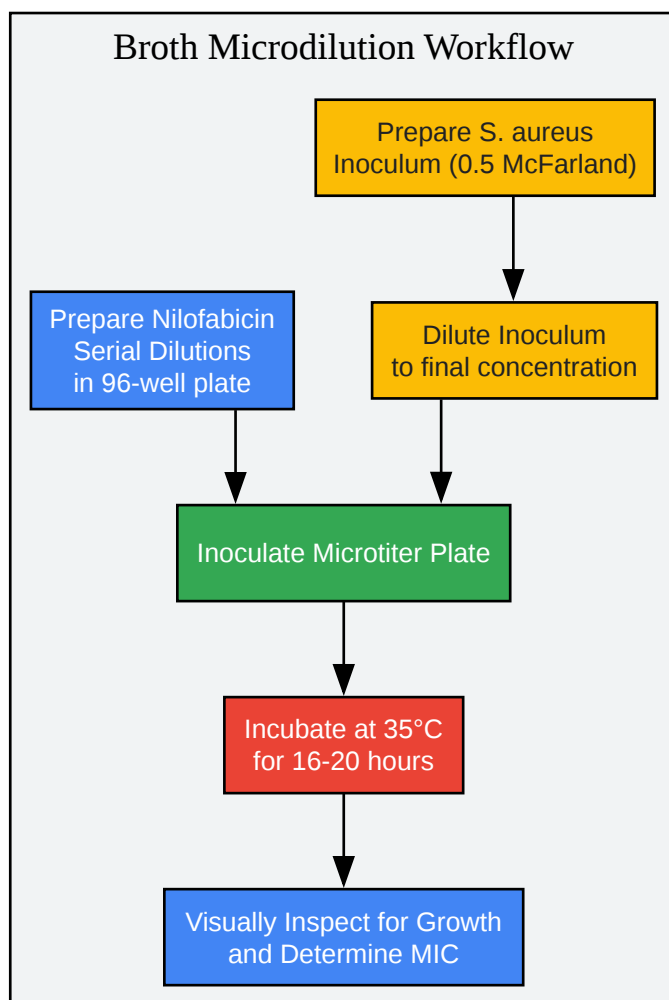 Broth Microdilution Workflow
Prepare S. aureus
Inoculum (0.5 McFarland)
Prepare Nilofabicin
Serial Dilutions
in 96-well plate
Dilute Inoculum
to final concentration
Inoculate Microtiter Plate
Incubate at 35°C
for 16-20 hours
Visually Inspect for Growth
and Determine MIC